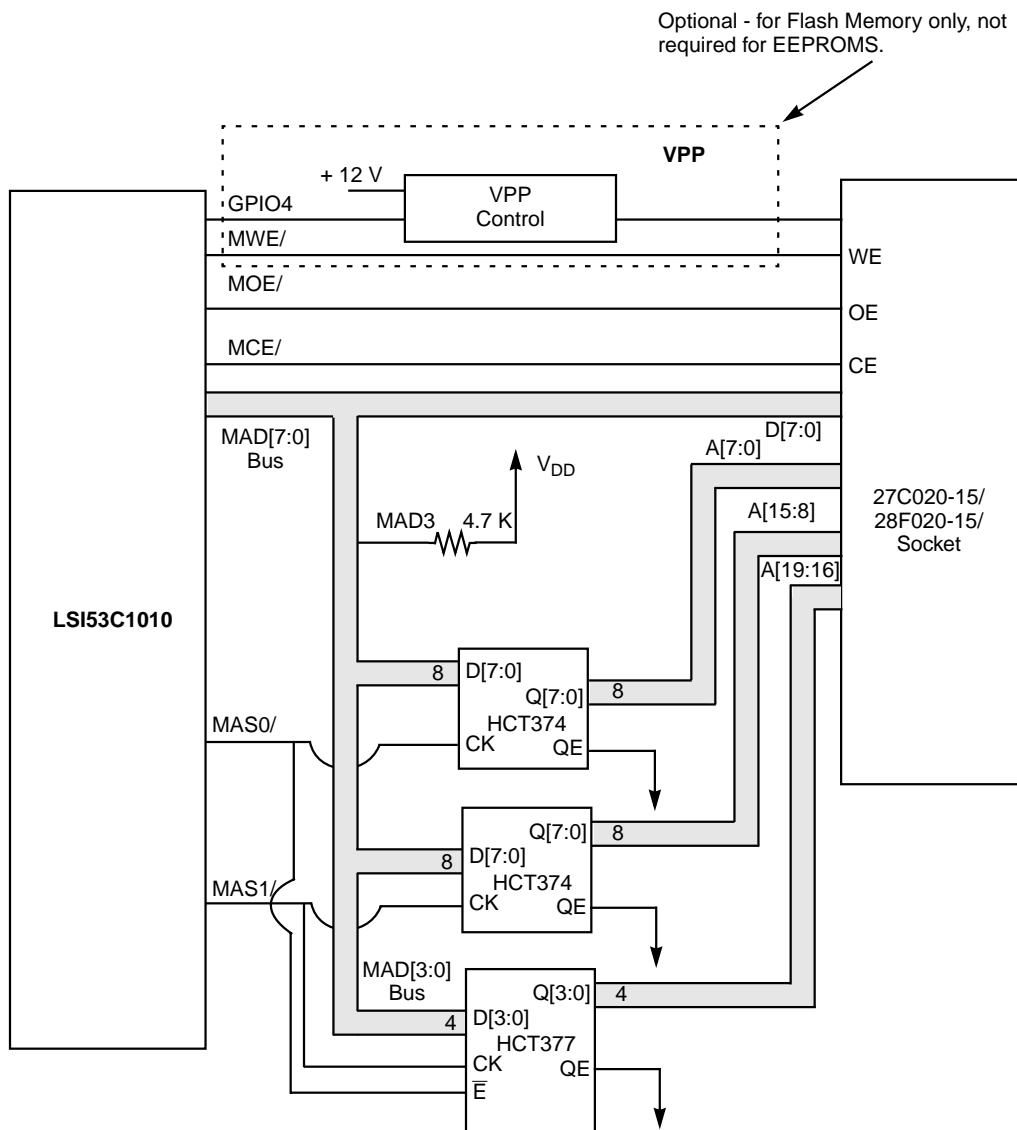 Optional - for Flash Memory only, not
required for EEPROMS.
VPP
+ 12 V
VPP
Control
GPIO4
MWE/
WE
MOE/
OE
MCE/
CE
MAD[7:0]
Bus
D[7:0]
A[7:0]
VDD
MAD3
4.7 K
A[15:8]
A[19:16]
27C020-15/
28F020-15/
Socket
LSI53C1010
8
D[7:0]
Q[7:0]
8
HCT374
CK
QE
MAS0/
8
D[7:0]
Q[7:0]
8
HCT374
CK
QE
MAS1/
MAD[3:0]
Bus
4
D[3:0]
Q[3:0]
4
HCT377
CK
QE
E